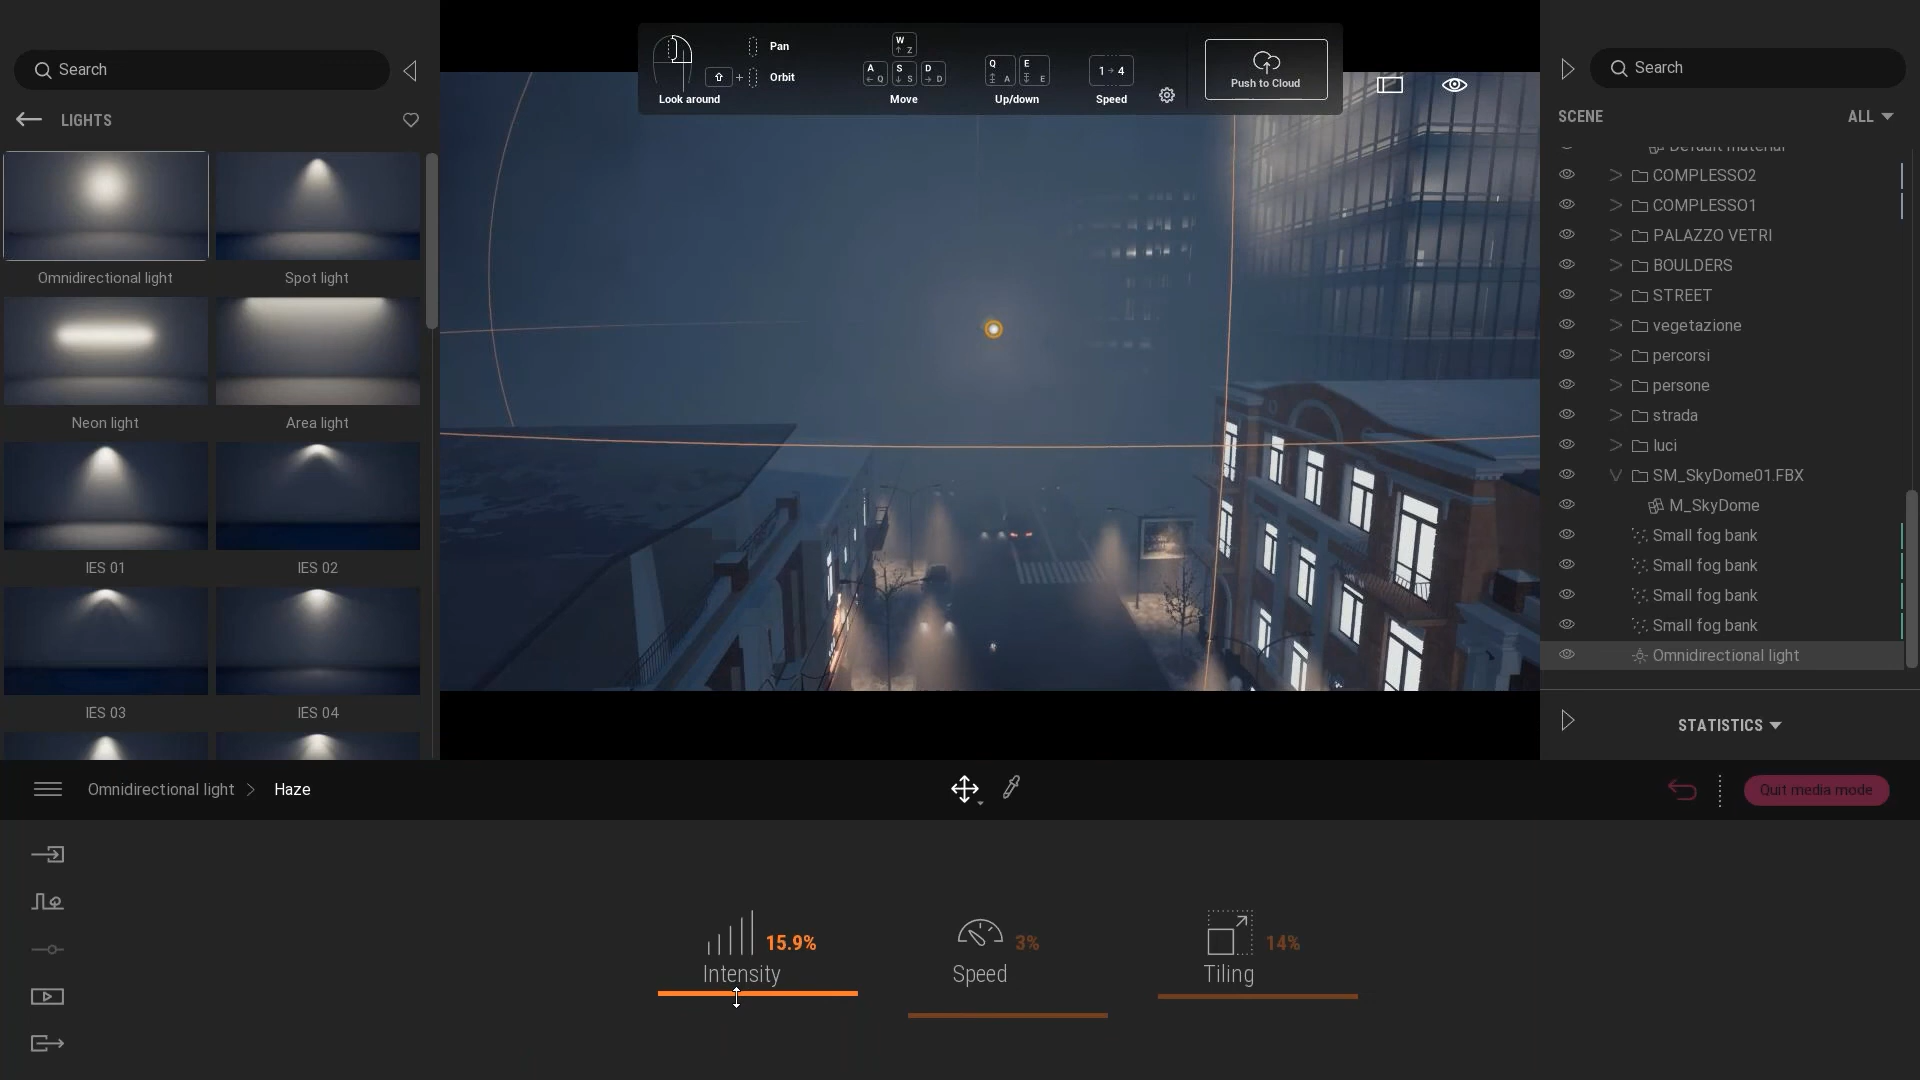 Search
LIGHTS
Omnidirectional light
Spot light
Neon light
Area light
IES 01
IES 02
IES 03
IES 04
Look around
Pan
Orbit
W
Z
A
Q
S
S
D
D
Move
Q
A
E
E
Up/down
1 4
Speed
Push to Cloud
Search
SCENE
ALL
Default material
COMPLESSO2
COMPLESSO1
PALAZZO VETRI
BOULDERS
STREET
vegetazione
percorsi
persone
strada
luci
SM_SkyDome01.FBX
M_SkyDome
Small fog bank
Small fog bank
Small fog bank
Small fog bank
Omnidirectional light
STATISTICS
Omnidirectional light > Haze
Quit media mode
15.9%
Intensity
3%
Speed
14%
Tiling